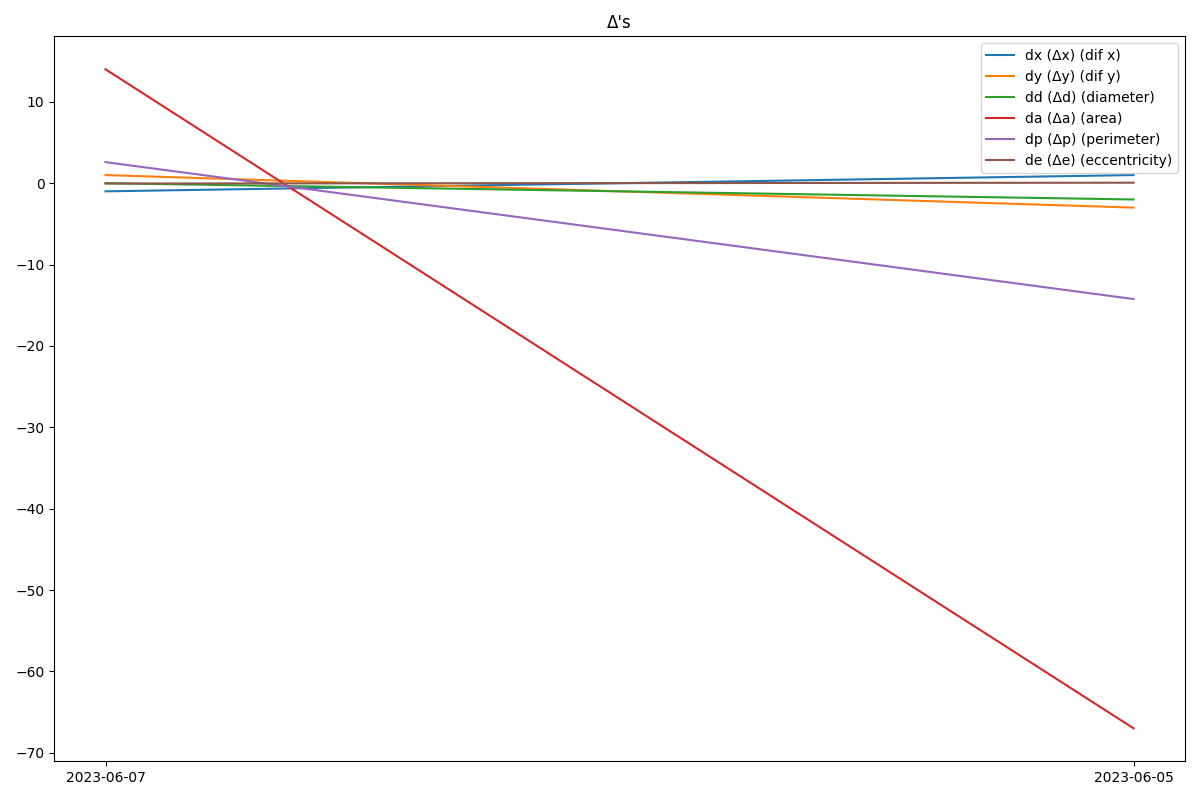 Δ's
dx (Δx) (dif x)
dy (Δy) (dif y)
dd (Δd) (diameter)
da (Δa) (area)
dp (Δp) (perimeter)
de (Δe) (eccentricity)
10
0
−10
−20
−30
−40
−50
−60
−70
2023-06-07 2023-06-05